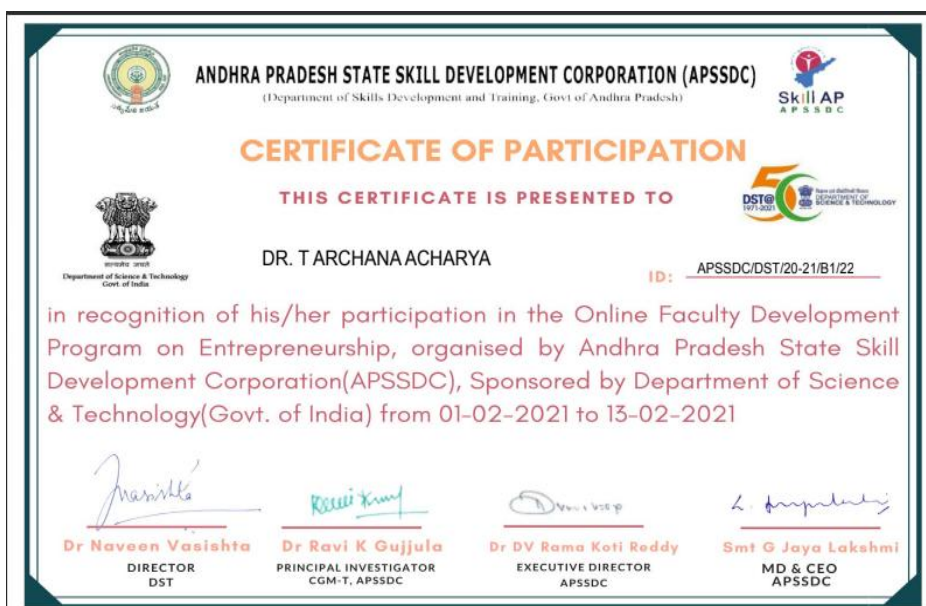 ANDHRA PRADESH STATE SKILL DEVELOPMENT CORPORATION (APSSDC)
(Department of Skills Development and Training, Govt of Andhra Pradesh)
Skill AP
APSSDC
CERTIFICATE OF PARTICIPATION
THIS CERTIFICATE IS PRESENTED TO
50
DST@
1971-2021
DEPARTMENT OF
SCIENCE & TECHNOLOGY
सत्यमेव जयते
Department of Science & Technology
Govt. of India
DR. T ARCHANA ACHARYA
ID: APSSDC/DST/20-21/B1/22
in recognition of his/her participation in the Online Faculty Development
Program on Entrepreneurship, organised by Andhra Pradesh State Skill
Development Corporation(APSSDC), Sponsored by Department of Science
& Technology(Govt. of India) from 01-02-2021 to 13-02-2021
Dr Naveen Vasishta
DIRECTOR
DST
Dr Ravi K Gujjula
PRINCIPAL INVESTIGATOR
CGM-T, APSSDC
Dr DV Rama Koti Reddy
EXECUTIVE DIRECTOR
APSSDC
Smt G Jaya Lakshmi
MD & CEO
APSSDC